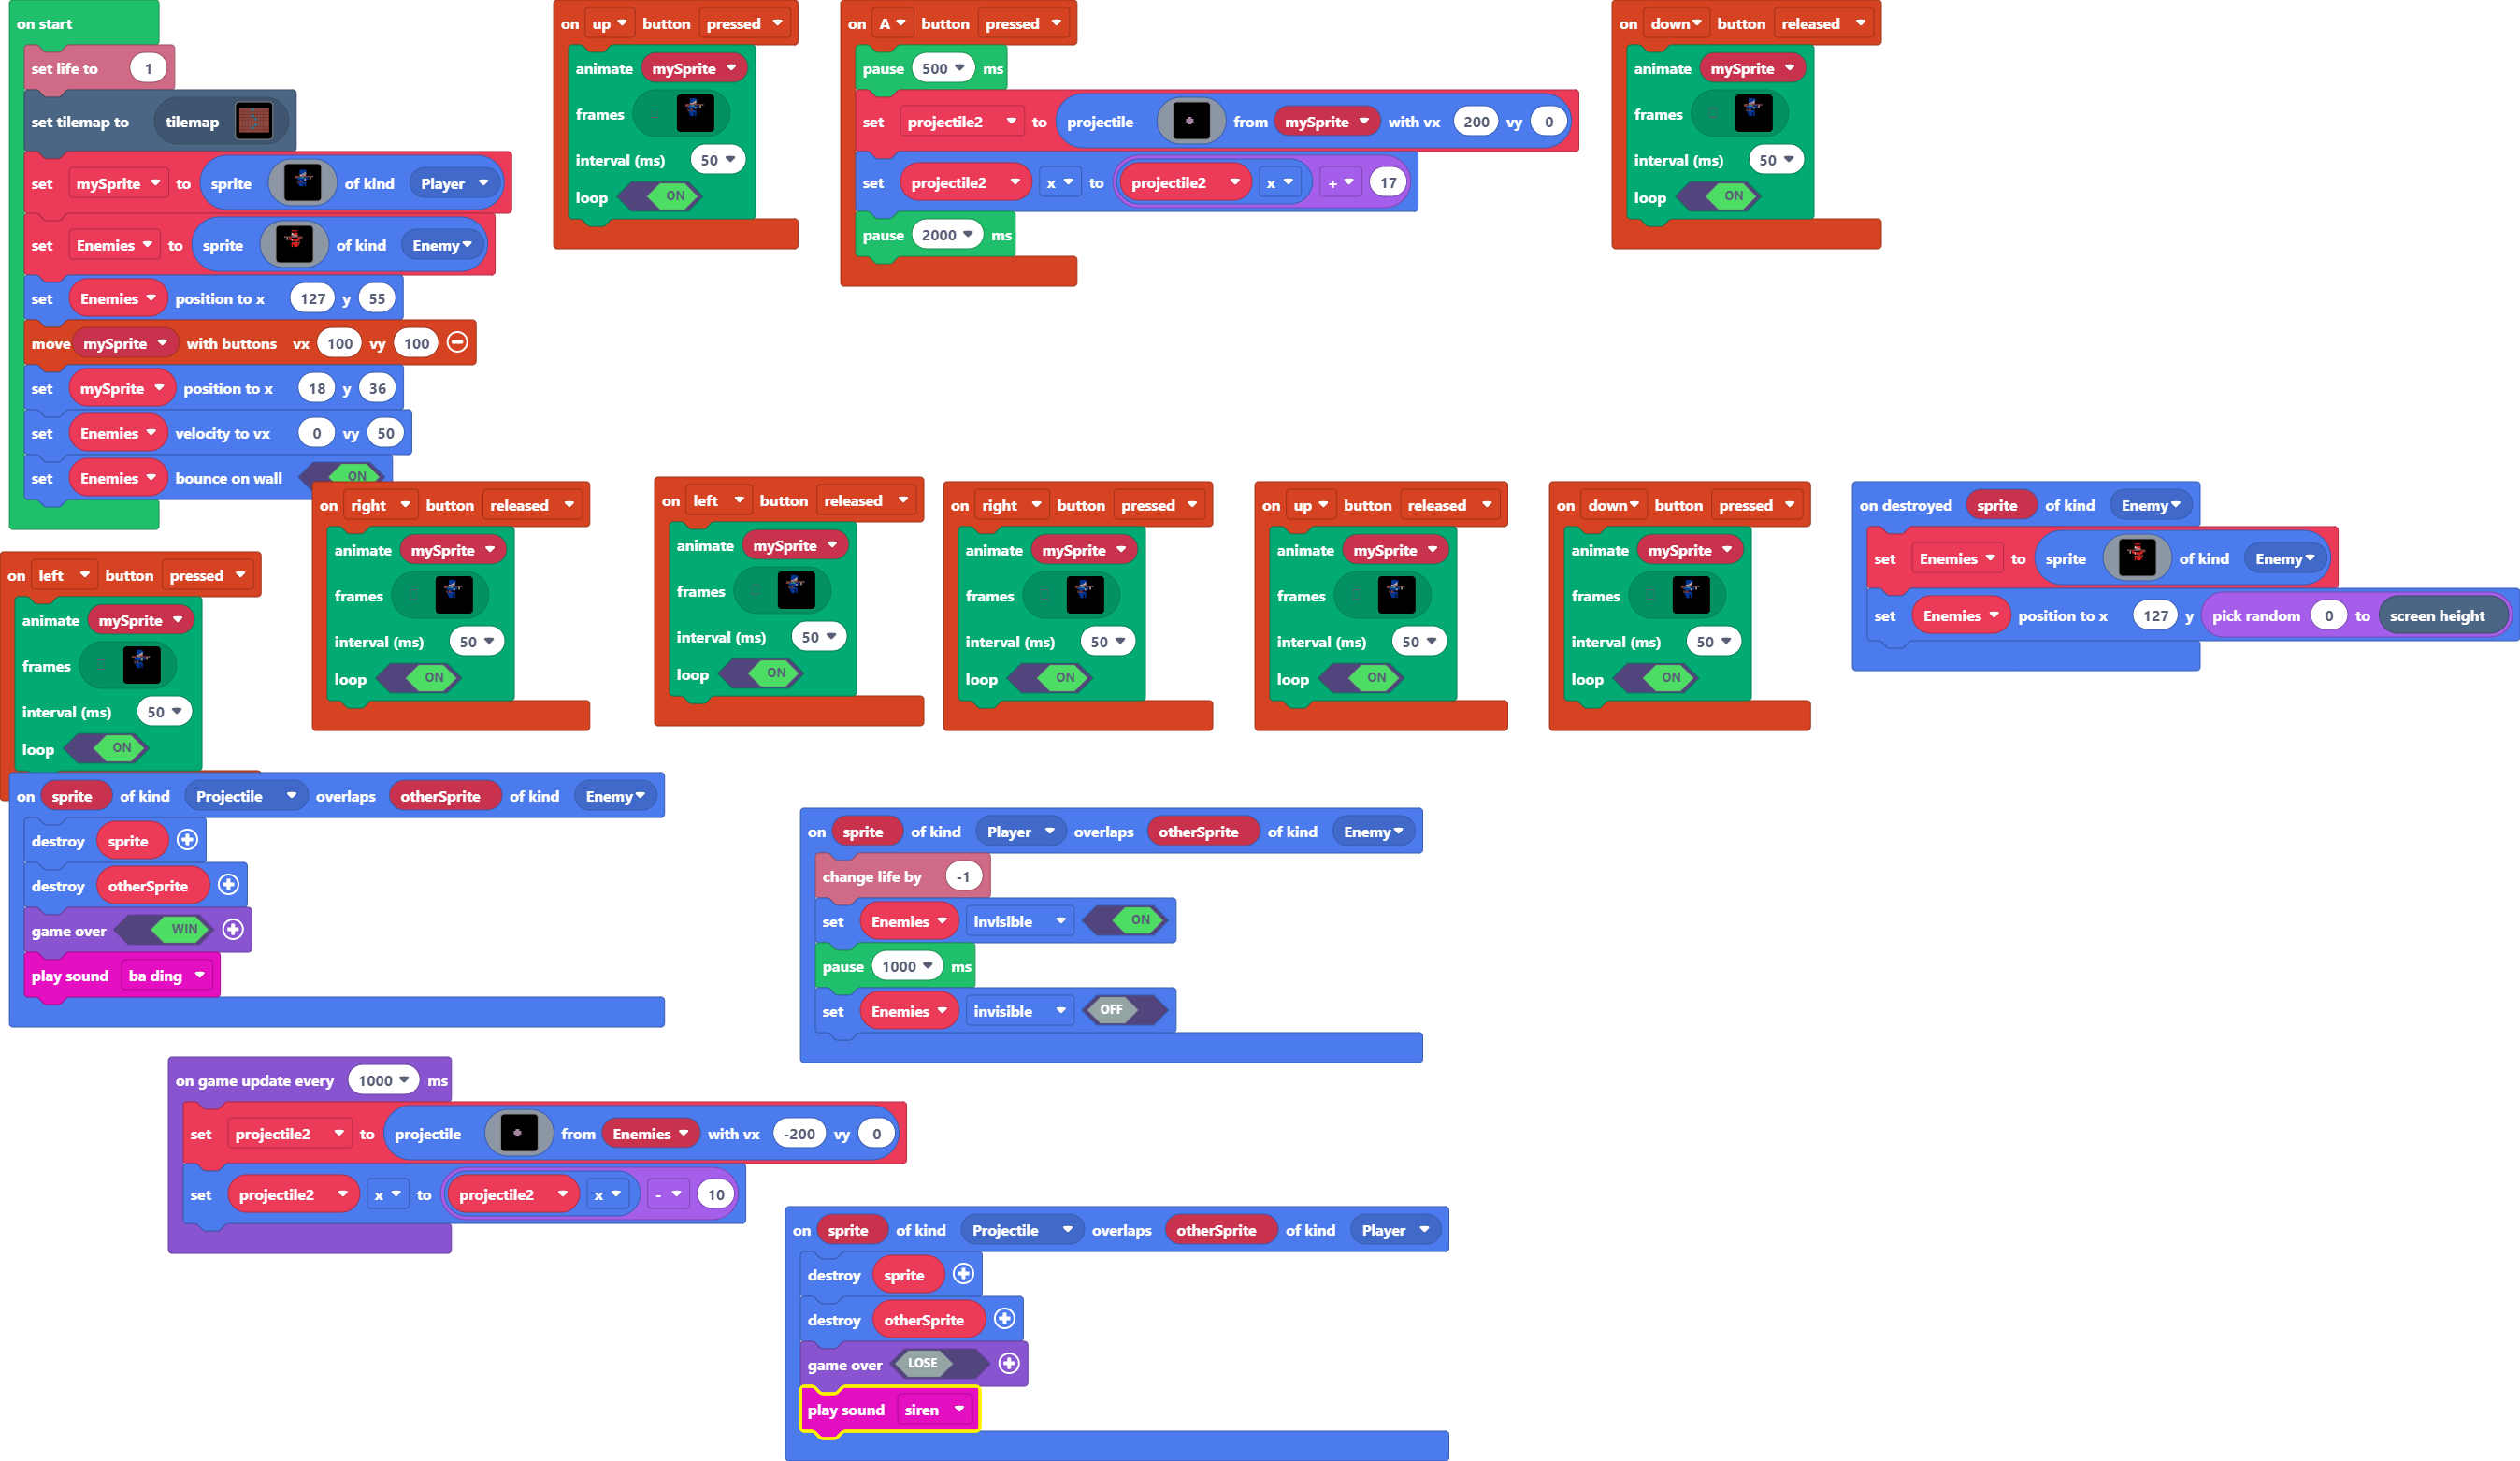 on start
set life to 1
set tilemap to tilemap
set mySprite to sprite of kind Player
set Enemies to sprite of kind Enemy
set Enemies position to x 127 y 55
move mySprite with buttons vx 100 vy 100
set mySprite position to x 18 y 36
set Enemies velocity to vx 0 vy 50
set Enemies bounce on wall ON
on up button pressed
animate mySprite
frames
interval (ms) 50
loop ON
on A button pressed
pause 500 ms
set projectile2 to projectile from mySprite with vx 200 vy 0
set projectile2 x to projectile2 x + 17
pause 2000 ms
on down button released
animate mySprite
frames
interval (ms) 50
loop ON
on left button pressed
animate mySprite
frames
interval (ms) 50
loop ON
on right button released
animate mySprite
frames
interval (ms) 50
loop ON
on left button released
animate mySprite
frames
interval (ms) 50
loop ON
on right button pressed
animate mySprite
frames
interval (ms) 50
loop ON
on up button released
animate mySprite
frames
interval (ms) 50
loop ON
on down button pressed
animate mySprite
frames
interval (ms) 50
loop ON
on destroyed sprite of kind Enemy
set Enemies to sprite of kind Enemy
set Enemies position to x 127 y pick random 0 to screen height
on sprite of kind Projectile overlaps otherSprite of kind Enemy
destroy sprite
destroy otherSprite
game over WIN
play sound ba ding
on sprite of kind Player overlaps otherSprite of kind Enemy
change life by -1
set Enemies invisible ON
pause 1000 ms
set Enemies invisible OFF
on game update every 1000 ms
set projectile2 to projectile from Enemies with vx -200 vy 0
set projectile2 x to projectile2 x - 10
on sprite of kind Projectile overlaps otherSprite of kind Player
destroy sprite
destroy otherSprite
game over LOSE
play sound siren